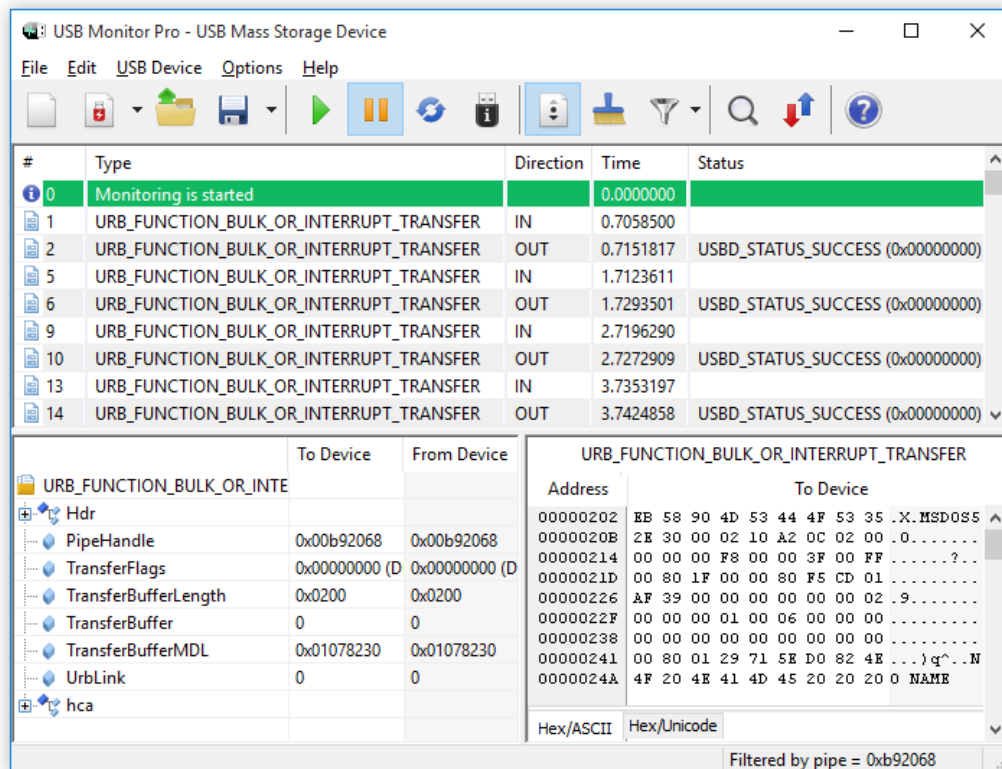 USB Monitor Pro - USB Mass Storage Device
File Edit USB Device Options Help
# Type Direction Time Status
0 Monitoring is started 0.0000000
1 URB_FUNCTION_BULK_OR_INTERRUPT_TRANSFER IN 0.7058500
2 URB_FUNCTION_BULK_OR_INTERRUPT_TRANSFER OUT 0.7151817 USBD_STATUS_SUCCESS (0x00000000)
5 URB_FUNCTION_BULK_OR_INTERRUPT_TRANSFER IN 1.7123611
6 URB_FUNCTION_BULK_OR_INTERRUPT_TRANSFER OUT 1.7293501 USBD_STATUS_SUCCESS (0x00000000)
9 URB_FUNCTION_BULK_OR_INTERRUPT_TRANSFER IN 2.7196290
10 URB_FUNCTION_BULK_OR_INTERRUPT_TRANSFER OUT 2.7272909 USBD_STATUS_SUCCESS (0x00000000)
13 URB_FUNCTION_BULK_OR_INTERRUPT_TRANSFER IN 3.7353197
14 URB_FUNCTION_BULK_OR_INTERRUPT_TRANSFER OUT 3.7424858 USBD_STATUS_SUCCESS (0x00000000)
To Device From Device
URB_FUNCTION_BULK_OR_INTE
Hdr
PipeHandle 0x00b92068 0x00b92068
TransferFlags 0x00000000 (D 0x00000000 (D
TransferBufferLength 0x0200 0x0200
TransferBuffer 0 0
TransferBufferMDL 0x01078230 0x01078230
UrbLink 0 0
hca
URB_FUNCTION_BULK_OR_INTERRUPT_TRANSFER
Address To Device
00000202 EB 58 90 4D 53 44 4F 53 35 .X.MSDOS5
0000020B 2E 30 00 02 10 A2 0C 02 00 .0.......
00000214 00 00 00 F8 00 00 3F 00 FF ......?..
0000021D 00 80 1F 00 00 80 F5 CD 01 .........
00000226 AF 39 00 00 00 00 00 00 02 .9.......
0000022F 00 00 00 01 00 06 00 00 00 .........
00000238 00 00 00 00 00 00 00 00 00 .........
00000241 00 80 01 29 71 5E D0 82 4E ...)q^..N
0000024A 4F 20 4E 41 4D 45 20 20 20 O NAME
Hex/ASCII Hex/Unicode
Filtered by pipe = 0xb92068